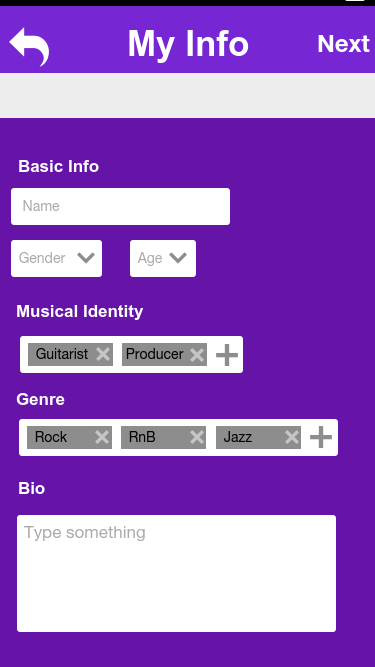 My Info
Next
Basic Info
Name
Gender
Age
Musical Identity
Guitarist
Producer
Genre
Rock
RnB
Jazz
Bio
Type something